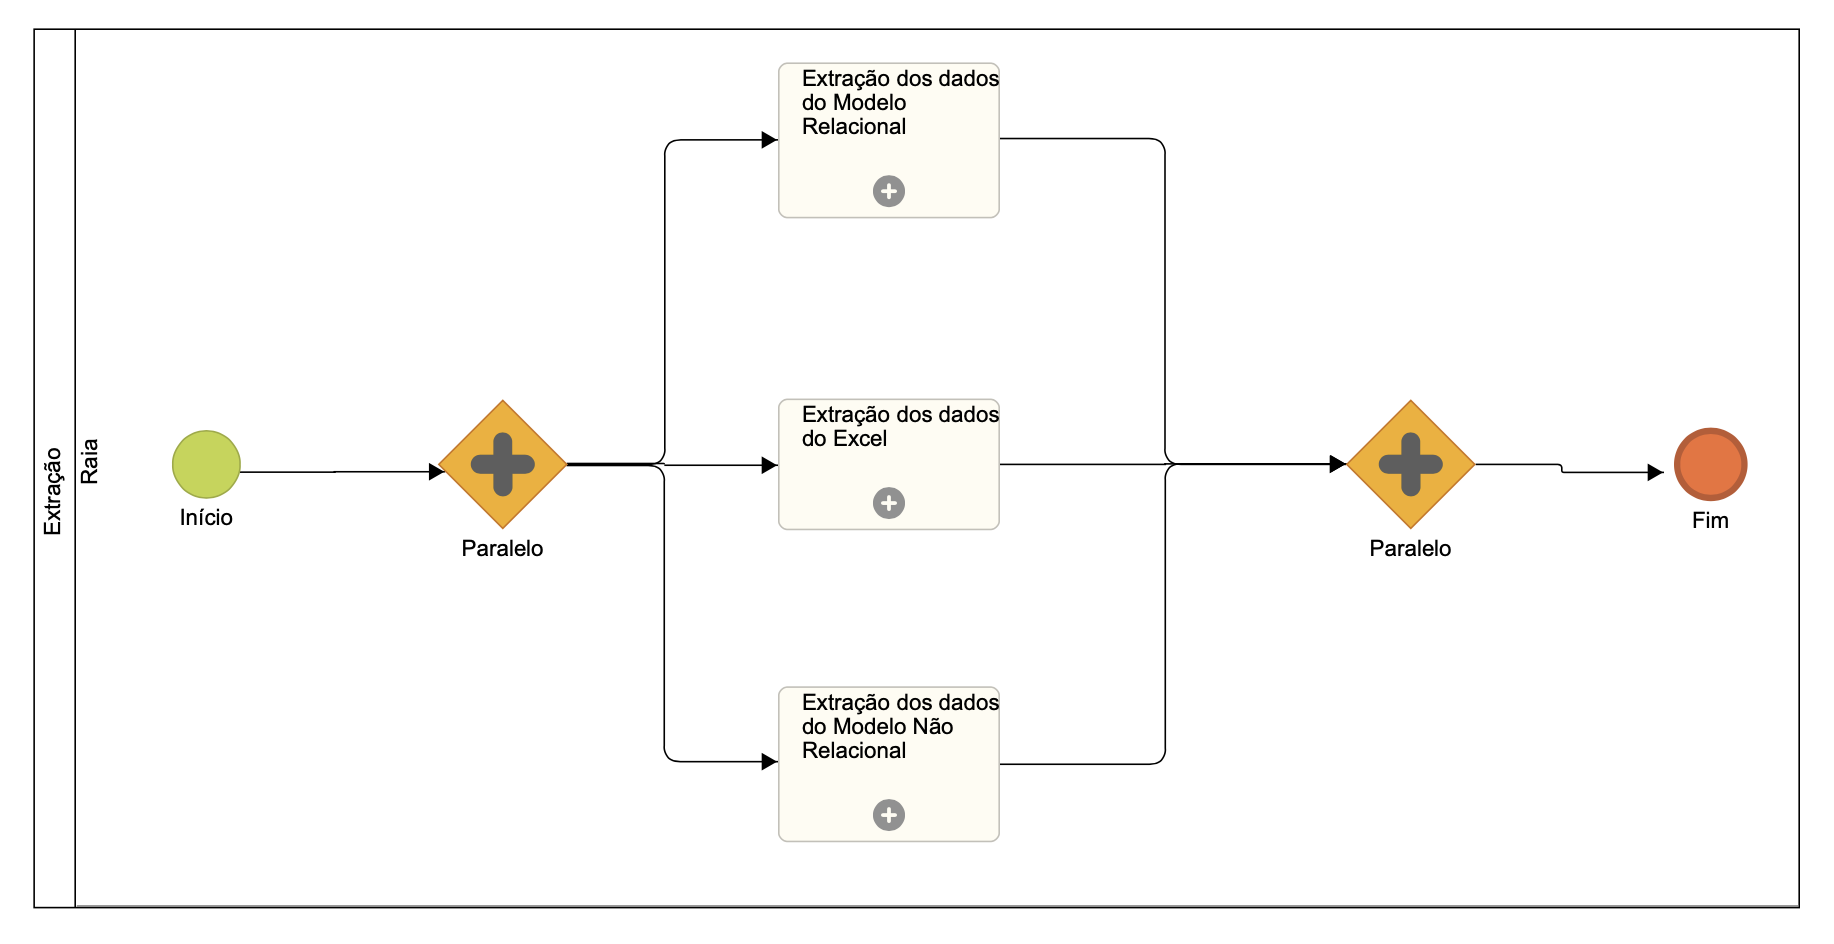 Extração
Raia
Início
Paralelo
Extração dos dados
do Modelo
Relacional
Extração dos dados
do Excel
Extração dos dados
do Modelo Não
Relacional
Paralelo
Fim